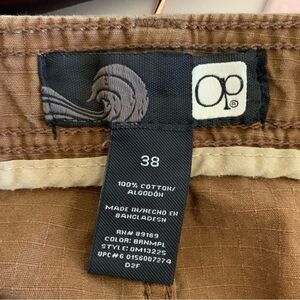 Op®
38
100% COTTON/
ALGODÓN
MADE IN/HECHO EN
BANGLADESH
RN# 89169
COLOR: BRNMPL
STYLE: OM1322S
UPC#6 0156007274
D2F